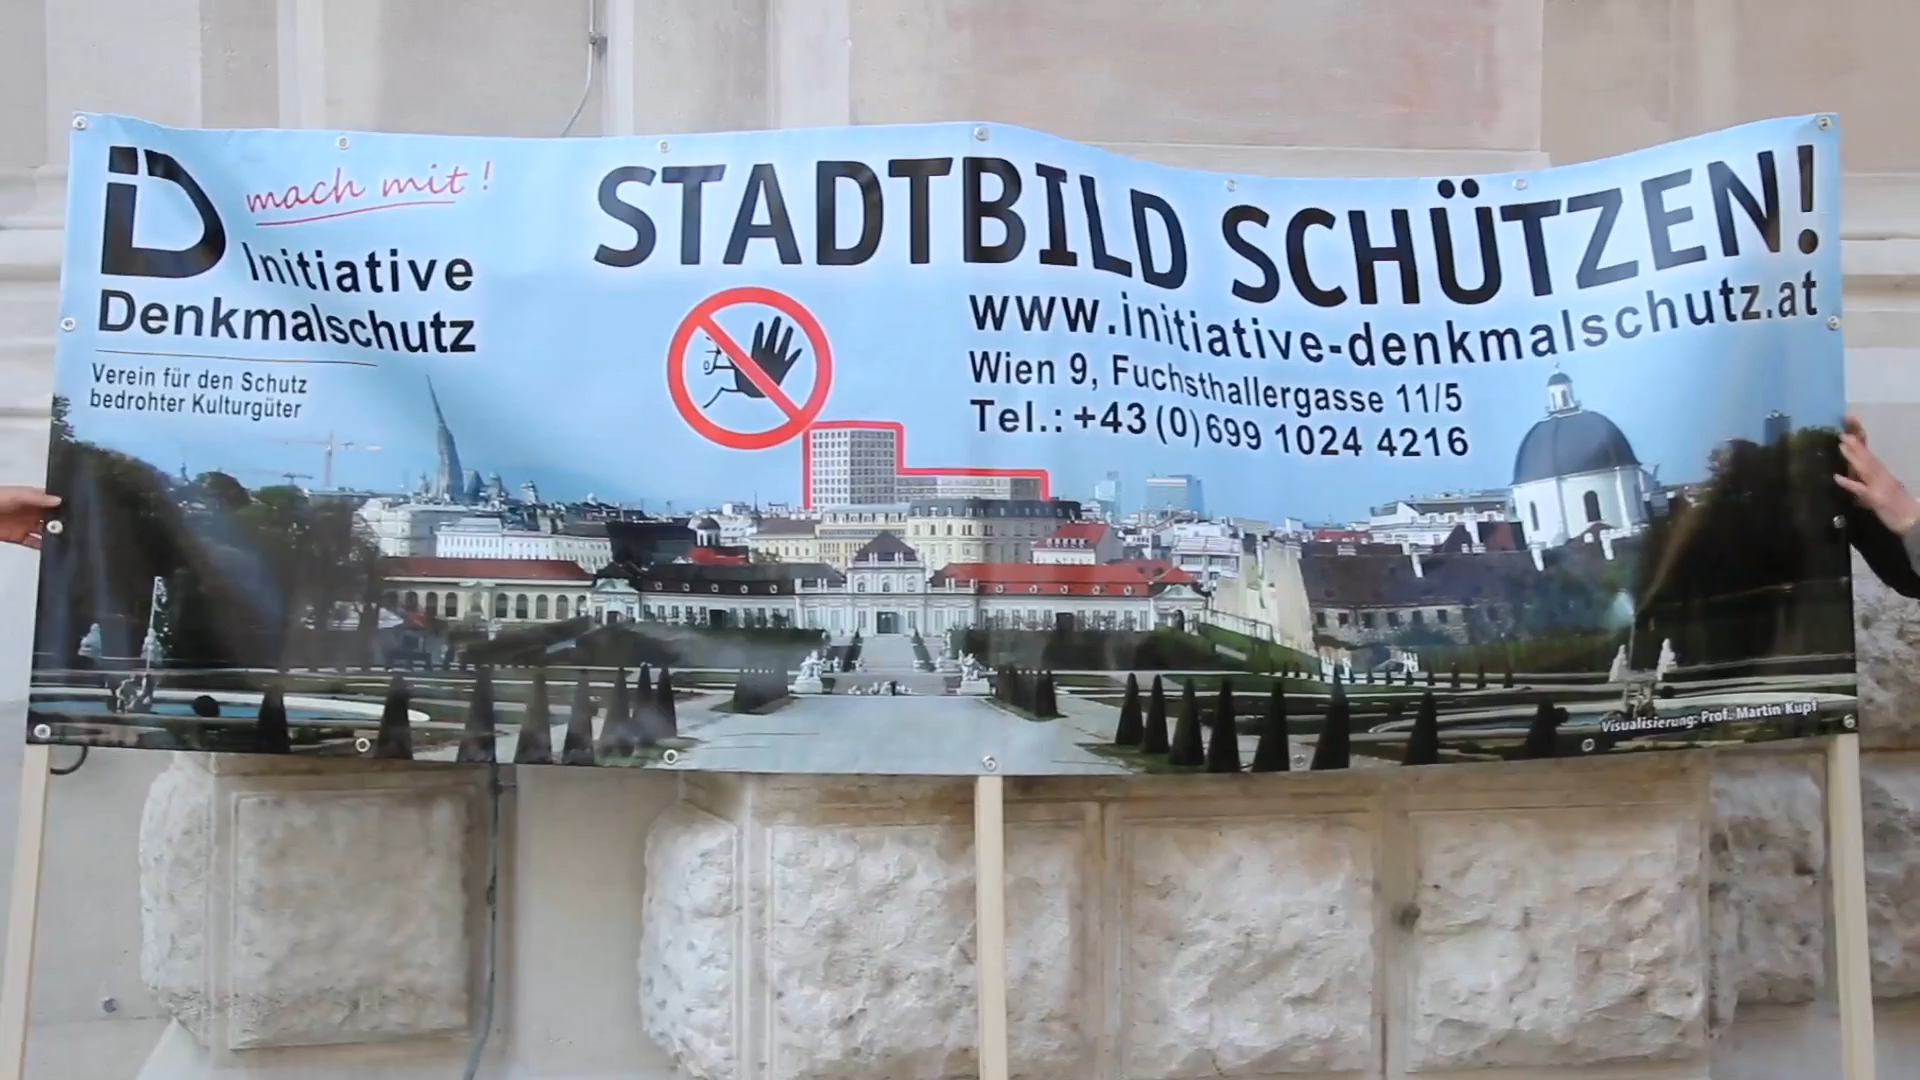 iD mach mit!
Initiative
Denkmalschutz
Verein für den Schutz
bedrohter Kulturgüter
STADTBILD SCHÜTZEN!
www.initiative-denkmalschutz.at
Wien 9, Fuchsthallergasse 11/5
Tel.: +43 (0)699 1024 4216
Visualisierung: Prof. Martin Kupf